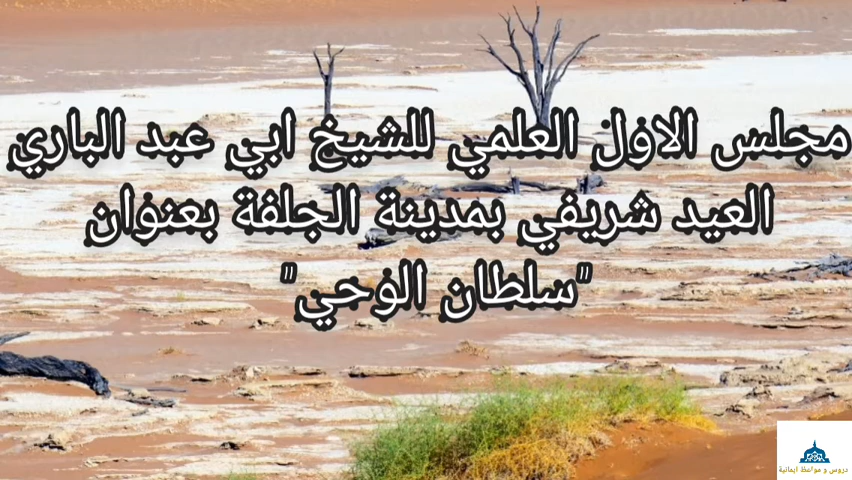 مجلس الاول العلمي للشيخ ابي عبد الباري
العيد شريفي بمدينة الجلفة بعنوان
"سلطان الوحي"
دروس و مواعظ ايمانية